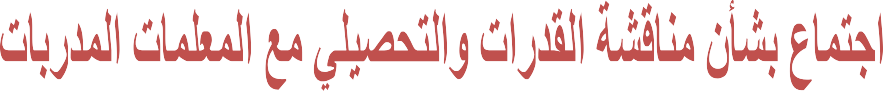 اجتماع بشأن مناقشة القدرات والتحصيلي مع المعلمات المدربات